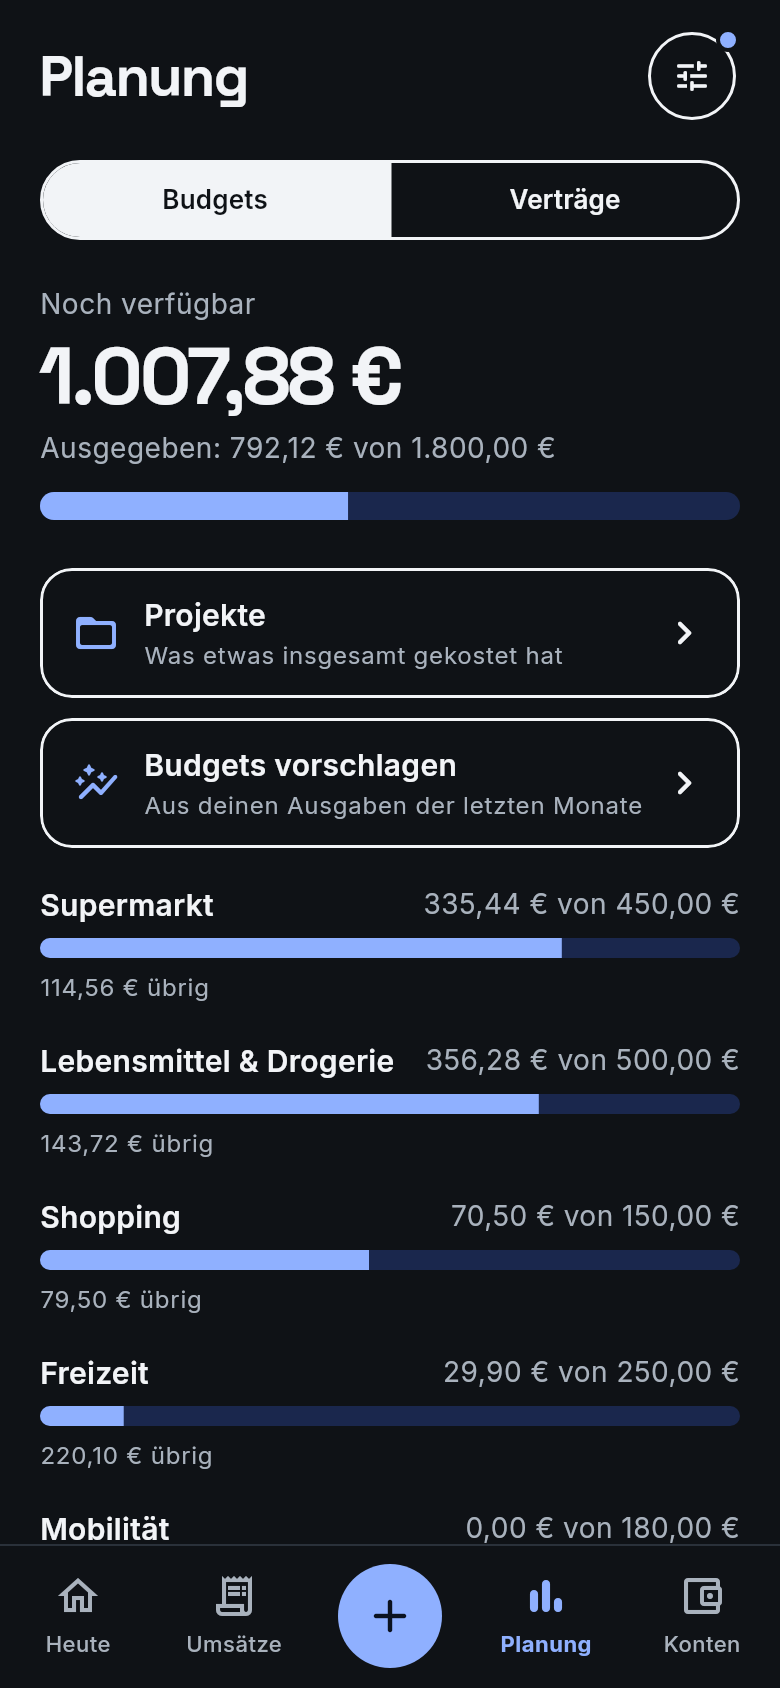 Planung
Budgets
Verträge
Noch verfügbar
1.007,88 €
Ausgegeben: 792,12 € von 1.800,00 €
Projekte
Was etwas insgesamt gekostet hat
Budgets vorschlagen
Aus deinen Ausgaben der letzten Monate
Supermarkt 335,44 € von 450,00 €
114,56 € übrig
Lebensmittel & Drogerie 356,28 € von 500,00 €
143,72 € übrig
Shopping 70,50 € von 150,00 €
79,50 € übrig
Freizeit 29,90 € von 250,00 €
220,10 € übrig
Mobilität 0,00 € von 180,00 €
Heute Umsätze Planung Konten